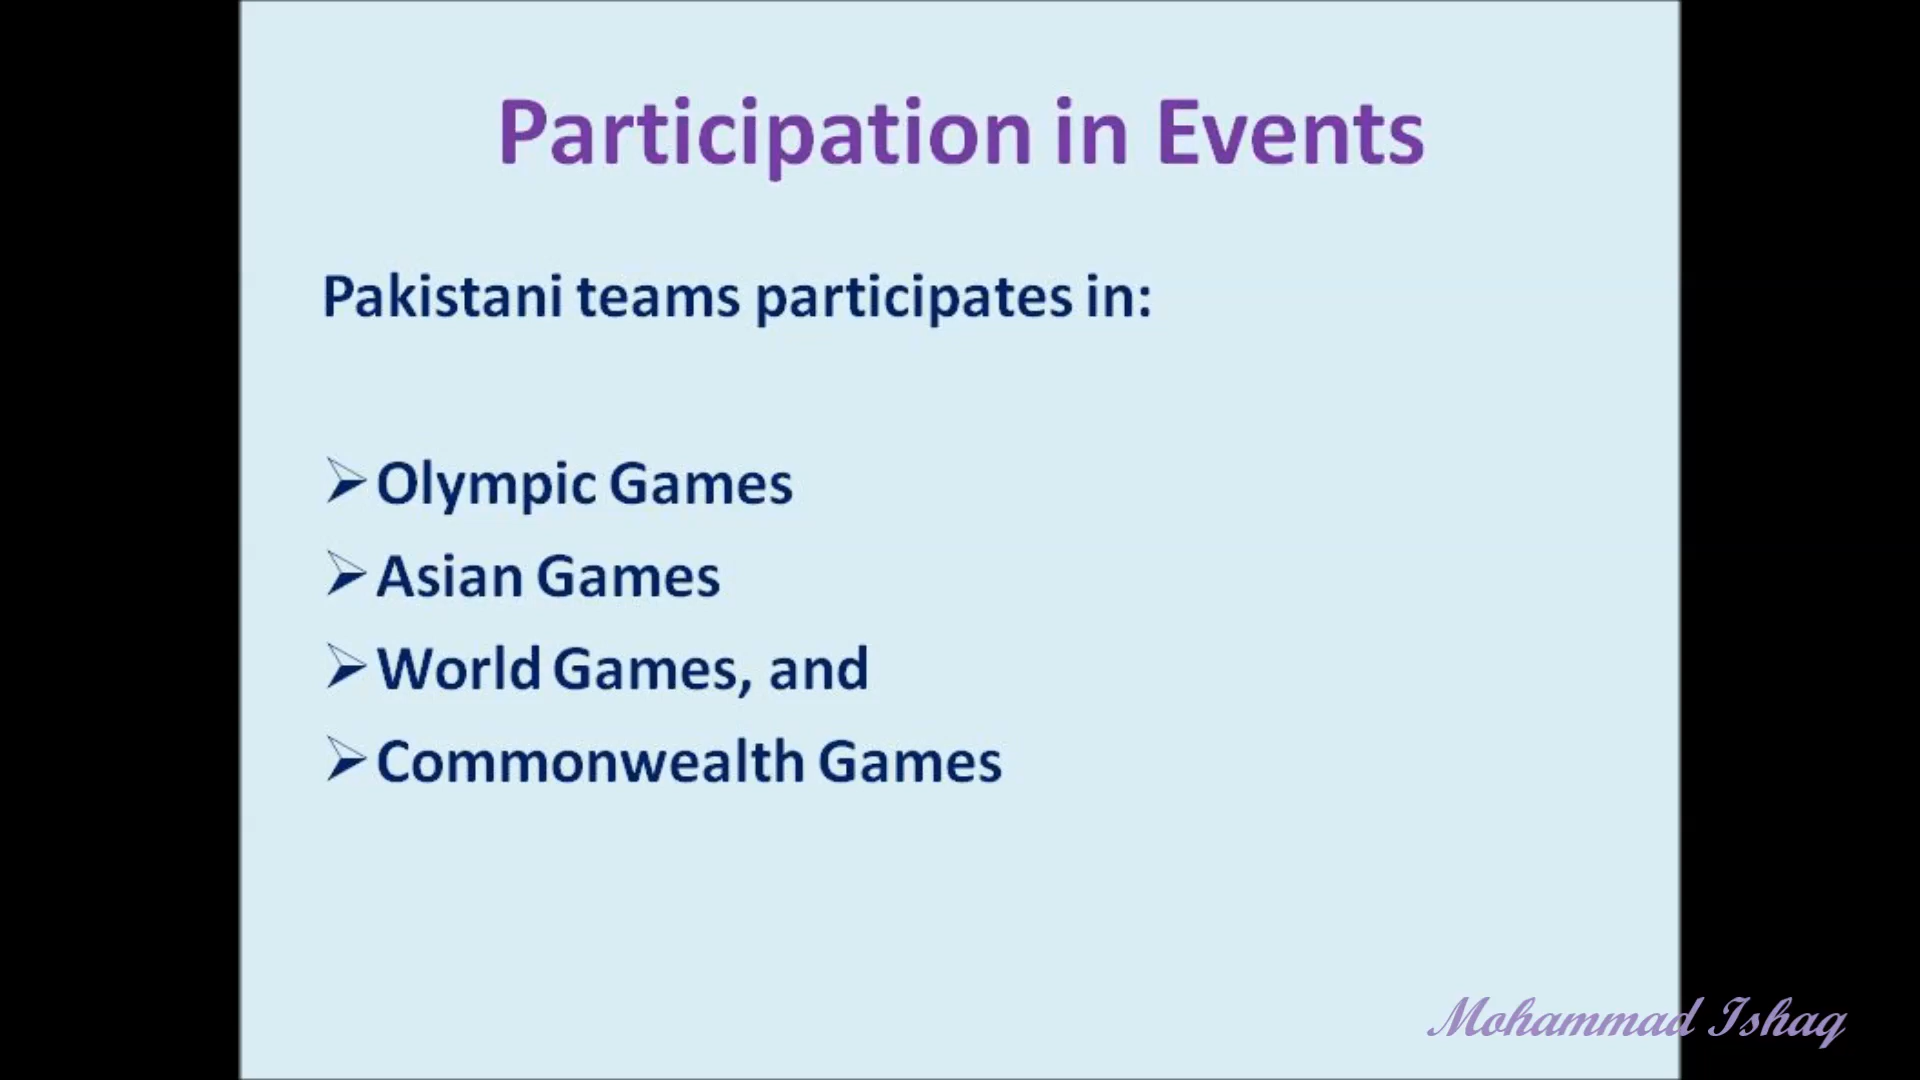 Participation in Events
Pakistani teams participates in:
➢Olympic Games
➢Asian Games
➢World Games, and
➢Commonwealth Games
Mohammad Ishaq